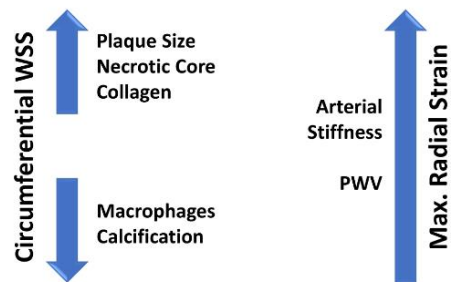 Circumferential WSS
Plaque Size
Necrotic Core
Collagen
Macrophages
Calcification
Arterial
Stiffness
PWV
Max. Radial Strain